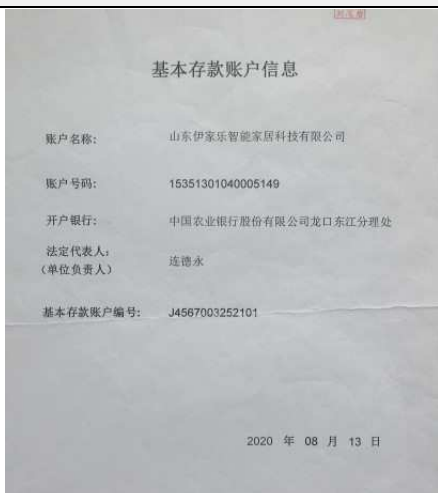 基本存款账户信息
账户名称: 山东伊家乐智能家居科技有限公司
账户号码: 15351301040005149
开户银行: 中国农业银行股份有限公司龙口东江分理处
法定代表人: 连德永
(单位负责人)
基本存款账户编号: J4567003252101
2020 年 08 月 13 日